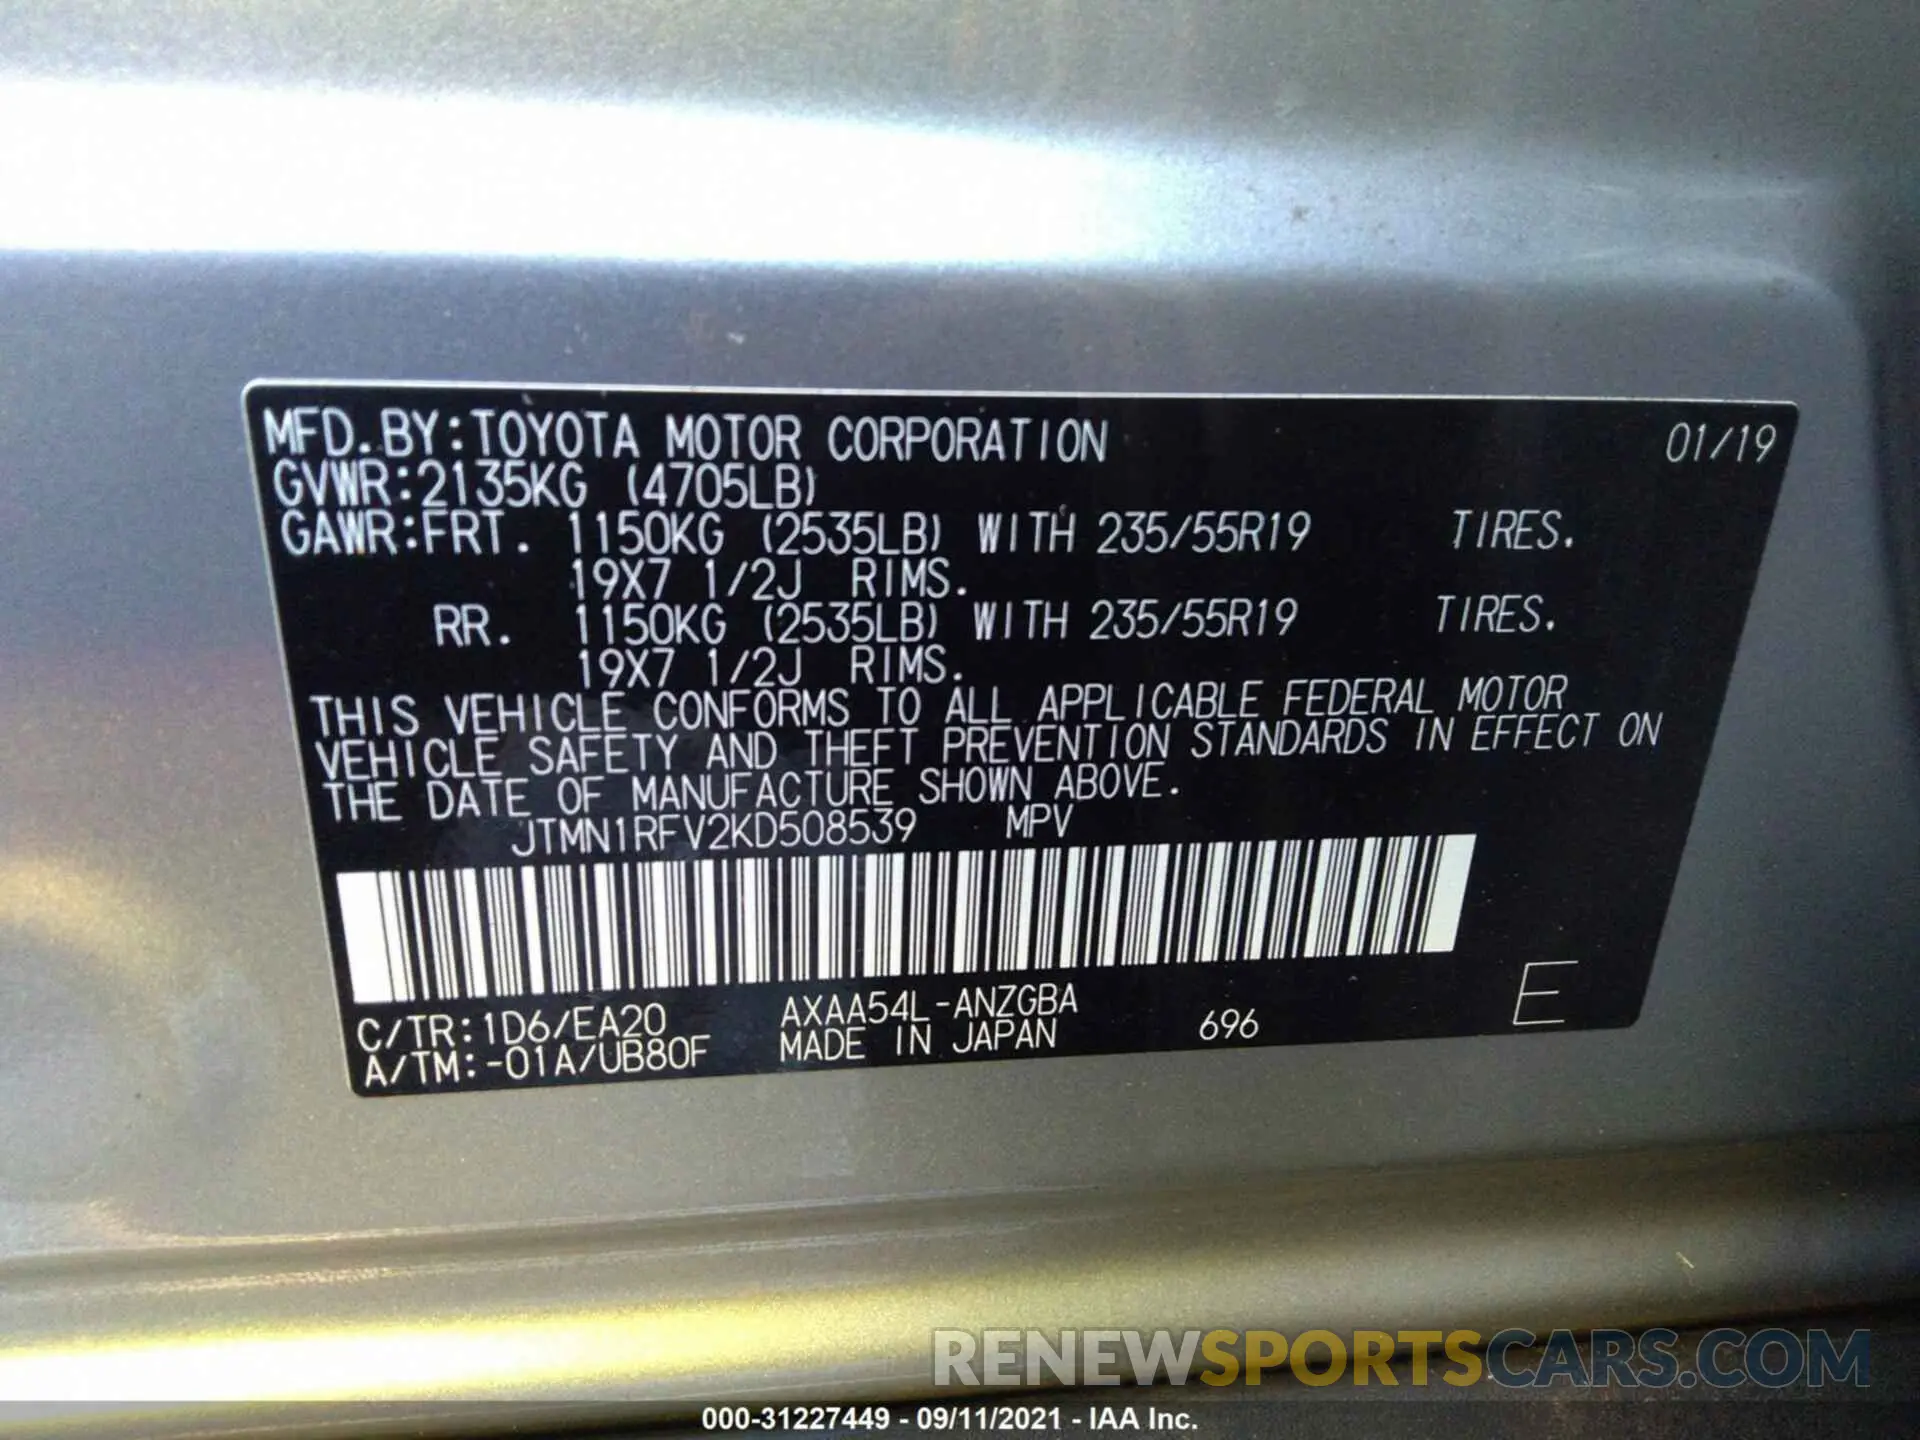 MFD. BY:TOYOTA MOTOR CORPORATION 01/19
GVWR:2135KG (4705LB)
GAWR:FRT. 1150KG (2535LB) WITH 235/55R19 TIRES.
19X7 1/2J RIMS.
RR. 1150KG (2535LB) WITH 235/55R19 TIRES.
19X7 1/2J RIMS.
THIS VEHICLE CONFORMS TO ALL APPLICABLE FEDERAL MOTOR
VEHICLE SAFETY AND THEFT PREVENTION STANDARDS IN EFFECT ON
THE DATE OF MANUFACTURE SHOWN ABOVE.
JTMN1RFV2KD508539 MPV
C/TR:1D6/EA20 AXAA54L-ANZGBA
A/TM:-01A/UB80F MADE IN JAPAN 696 E
RENEWSPORTSCARS.COM
000-31227449 - 09/11/2021 - IAA Inc.